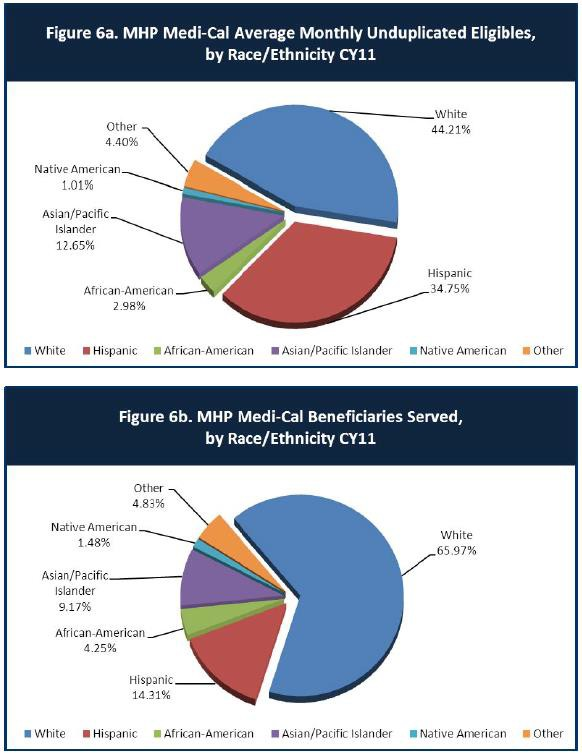 Figure 6a. MHP Medi-Cal Average Monthly Unduplicated Eligibles,
by Race/Ethnicity CY11
White
44.21%
Other
4.40%
Native American
1.01%
Asian/Pacific
Islander
12.65%
African-American
2.98%
Hispanic
34.75%
White Hispanic African-American Asian/Pacific Islander Native American Other
Figure 6b. MHP Medi-Cal Beneficiaries Served,
by Race/Ethnicity CY11
Other
4.83%
Native American
1.48%
White
65.97%
Asian/Pacific
Islander
9.17%
African-American
4.25%
Hispanic
14.31%
White Hispanic African-American Asian/Pacific Islander Native American Other